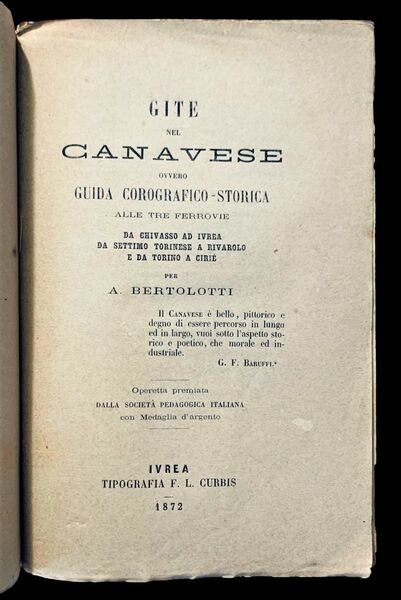 GITE
NEL
CANAVESE
OVVERO
GUIDA COROGRAFICO-STORICA
ALLE TRE FERROVIE
DA CHIVASSO AD IVREA
DA SETTIMO TORINESE A RIVAROLO
E DA TORINO A CIRIÈ
PER
A. BERTOLOTTI
Il CANAVESE è bello, pittorico e
degno di essere percorso in lungo
ed in largo, vuoi sotto l'aspetto sto-
rico e poetico, che morale ed in-
dustriale.
G. F. BARUFFI.
Operetta premiata
DALLA SOCIETÀ PEDAGOGICA ITALIANA
con Medaglia d'argento
IVREA
TIPOGRAFIA F. L. CURBIS
1872